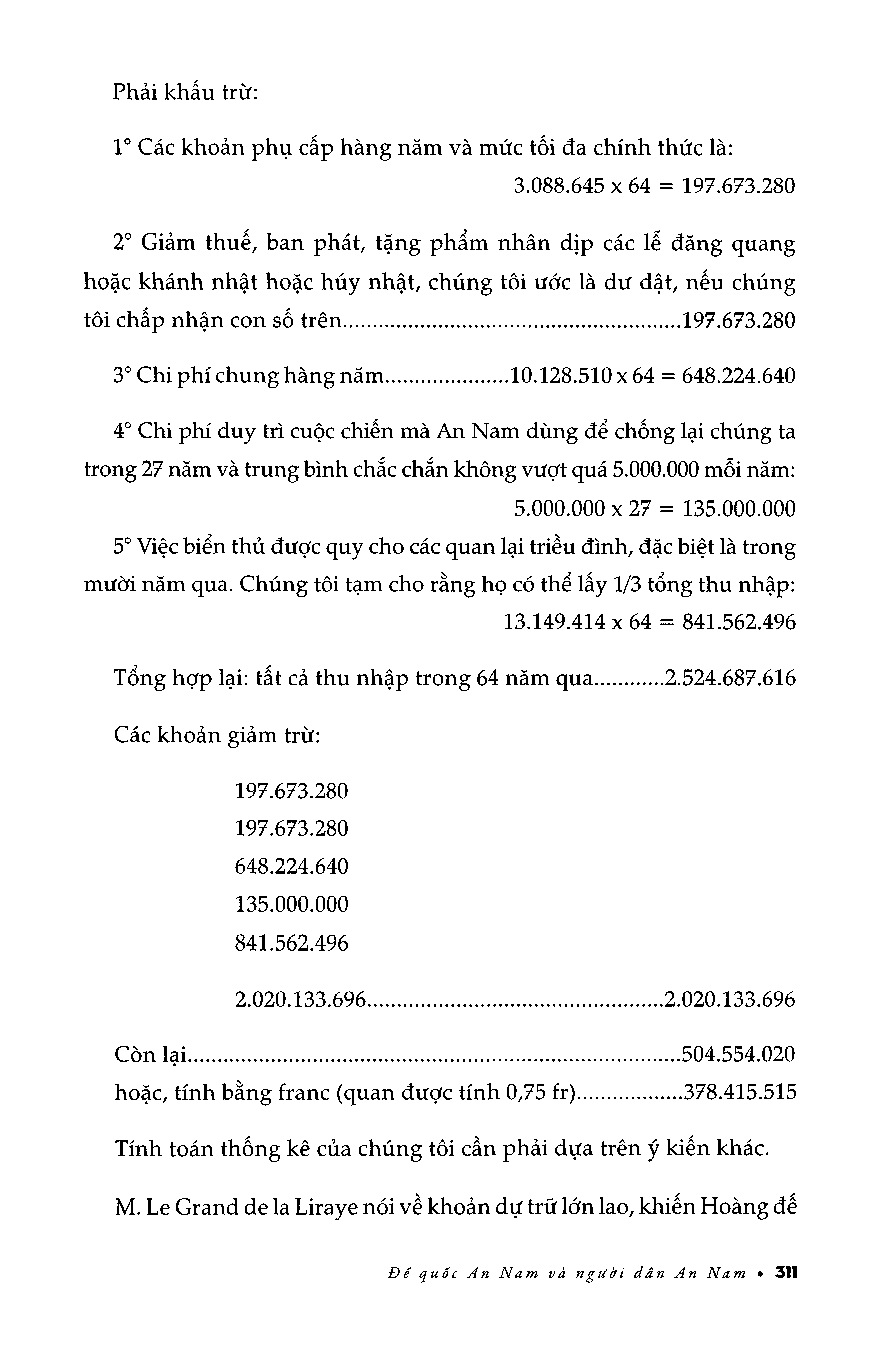 Phải khấu trừ:
1° Các khoản phụ cấp hàng năm và mức tối đa chính thức là:
3.088.645 x 64 = 197.673.280
2° Giảm thuế, ban phát, tặng phẩm nhân dịp các lễ đăng quang
hoặc khánh nhật hoặc húy nhật, chúng tôi ước là dư dật, nếu chúng
tôi chấp nhận con số trên.........................................................197.673.280
3° Chi phí chung hàng năm.....................10.128.510 x 64 = 648.224.640
4° Chi phí duy trì cuộc chiến mà An Nam dùng để chống lại chúng ta
trong 27 năm và trung bình chắc chắn không vượt quá 5.000.000 mỗi năm:
5.000.000 x 27 = 135.000.000
5° Việc biển thủ được quy cho các quan lại triều đình, đặc biệt là trong
mười năm qua. Chúng tôi tạm cho rằng họ có thể lấy 1/3 tổng thu nhập:
13.149.414 x 64 = 841.562.496
Tổng hợp lại: tất cả thu nhập trong 64 năm qua............2.524.687.616
Các khoản giảm trừ:
197.673.280
197.673.280
648.224.640
135.000.000
841.562.496
2.020.133.696..................................................2.020.133.696
Còn lại...................................................................................504.554.020
hoặc, tính bằng franc (quan được tính 0,75 fr)..................378.415.515
Tính toán thống kê của chúng tôi cần phải dựa trên ý kiến khác.
M. Le Grand de la Liraye nói về khoản dự trữ lớn lao, khiến Hoàng đế
Đế quốc An Nam và người dân An Nam • 311